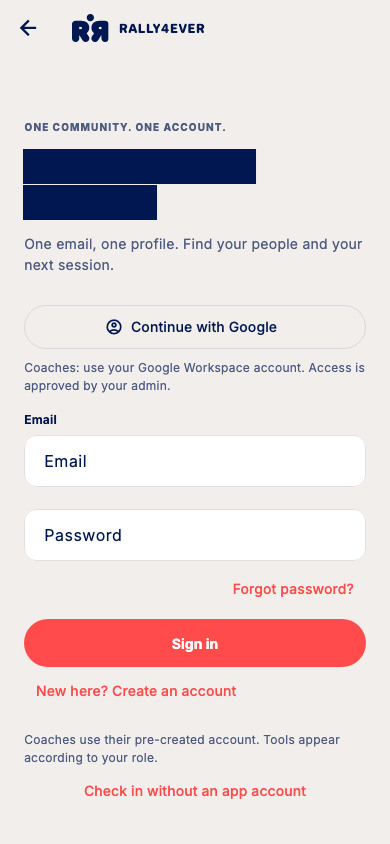 RALLY4EVER
ONE COMMUNITY. ONE ACCOUNT.
One email, one profile. Find your people and your
next session.
Continue with Google
Coaches: use your Google Workspace account. Access is
approved by your admin.
Email
Email
Password
Forgot password?
Sign in
New here? Create an account
Coaches use their pre-created account. Tools appear
according to your role.
Check in without an app account